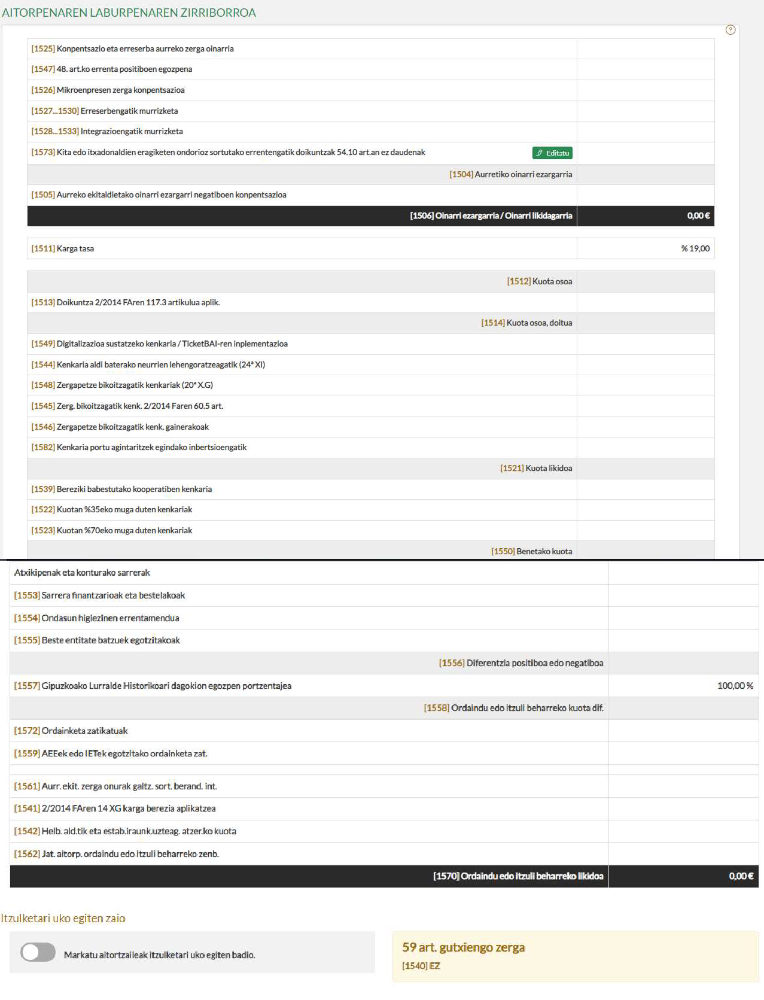 AITORPENAREN LABURPENAREN ZIRRIBORROA
?
[1525] Konpentsazio eta erreserba aurreko zerga oinarria
[1547] 48. art.ko errenta positiboen egozpena
[1526] Mikroenpresen zerga konpentsazioa
[1527...1530] Erreserbengatik murrizketa
[1528...1533] Integrazioengatik murrizketa
[1573] Kita edo itxadonaldien eragiketen ondorioz sortutako errentengatik doikuntzak 54.10 art.an ez daudenak Editatu
[1504] Aurretiko oinarri ezargarria
[1505] Aurreko ekitaldietako oinarri ezargarri negatiboen konpentsazioa
[1506] Oinarri ezargarria / Oinarri likidagarria 0,00 €
[1511] Karga tasa % 19,00
[1512] Kuota osoa
[1513] Doikuntza 2/2014 FAren 117.3 artikulua aplik.
[1514] Kuota osoa, doitua
[1549] Digitalizazioa sustatzeko kenkaria / TicketBAI-ren inplementazioa
[1544] Kenkaria aldi baterako neurrien lehengoratzeagatik (24ª XI)
[1548] Zergapetze bikoitzagatik kenkariak (20ª X.G)
[1545] Zerg. bikoitzagatik kenk. 2/2014 Faren 60.5 art.
[1546] Zergapetze bikoitzagatik kenk. gainerakoak
[1582] Kenkaria portu agintaritzek egindako inbertsioengatik
[1521] Kuota likidoa
[1539] Bereziki babestutako kooperatiben kenkaria
[1522] Kuotan %35eko muga duten kenkariak
[1523] Kuotan %70eko muga duten kenkariak
[1550] Benetako kuota
Atxikipenak eta konturako sarrerak
[1553] Sarrera finantzarioak eta bestelakoak
[1554] Ondasun higiezinen errentamendua
[1555] Beste entitate batzuek egotzitakoak
[1556] Diferentzia positiboa edo negatiboa
[1557] Gipuzkoako Lurralde Historikoari dagokion egozpen portzentajea 100,00 %
[1558] Ordaindu edo itzuli beharreko kuota dif.
[1572] Ordainketa zatikatuak
[1559] AEEek edo IETek egotzitako ordainketa zat.
[1561] Aurr. ekit. zerga onurak galtz. sort. berand. int.
[1541] 2/2014 FAren 14 XG karga berezia aplikatzea
[1542] Helb. ald.tik eta estab.iraunk.uzteag. atzer.ko kuota
[1562] Jat. aitorp. ordaindu edo itzuli beharreko zenb.
[1570] Ordaindu edo itzuli beharreko likidoa 0,00 €
Itzulketari uko egiten zaio
Markatu aitortzaileak itzulketari uko egiten badio.
59 art. gutxiengo zerga
[1540] EZ